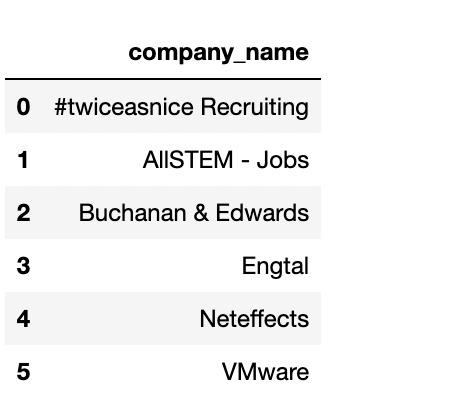 company_name
0 #twiceasnice Recruiting
1 AllSTEM - Jobs
2 Buchanan & Edwards
3 Engtal
4 Neteffects
5 VMware